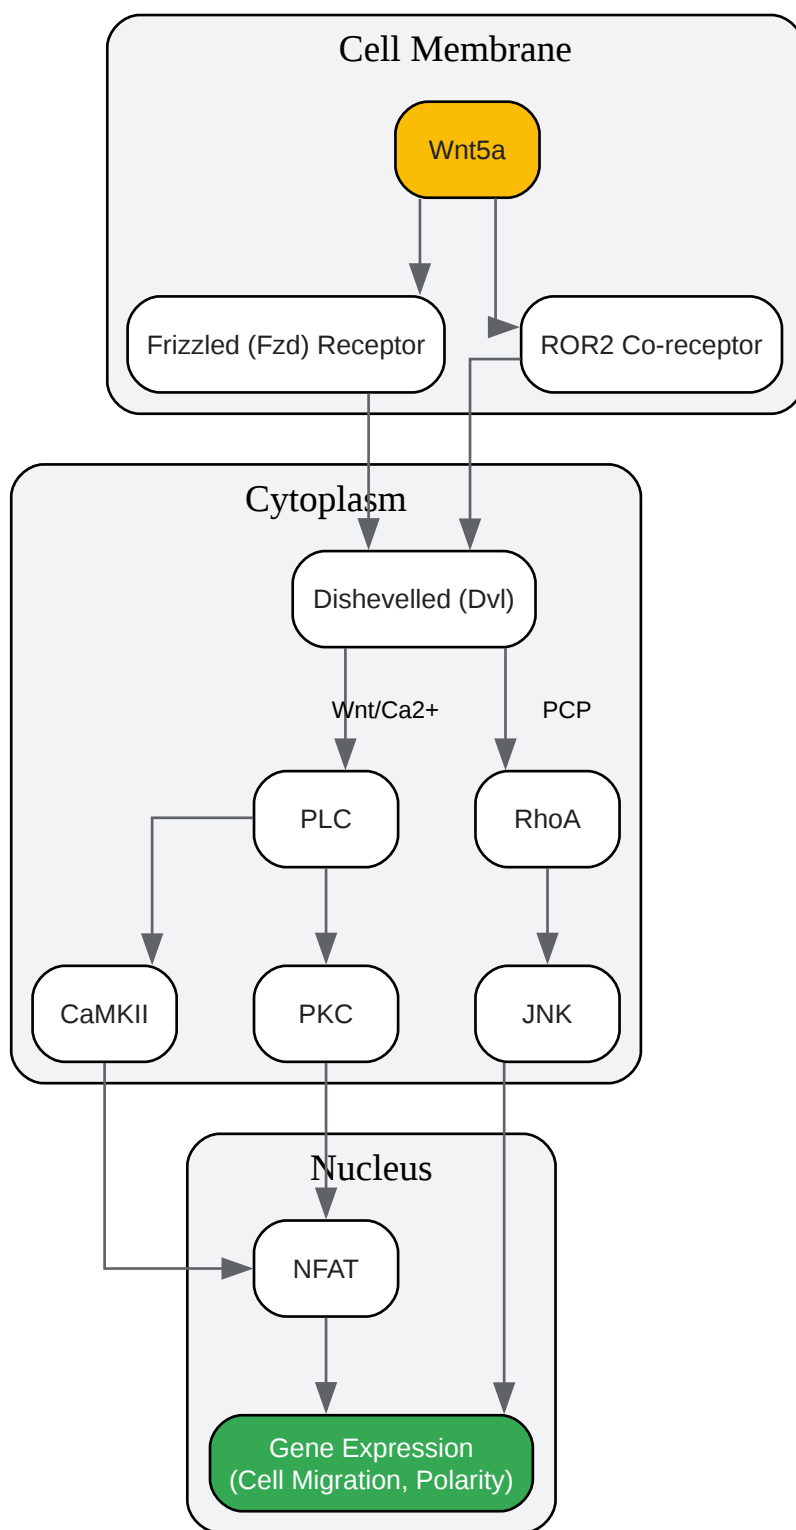 Cell Membrane
Wnt5a
Frizzled (Fzd) Receptor
ROR2 Co-receptor
Cytoplasm
Dishevelled (Dvl)
Wnt/Ca2+
PCP
PLC
RhoA
CaMKII
PKC
JNK
Nucleus
NFAT
Gene Expression
(Cell Migration, Polarity)